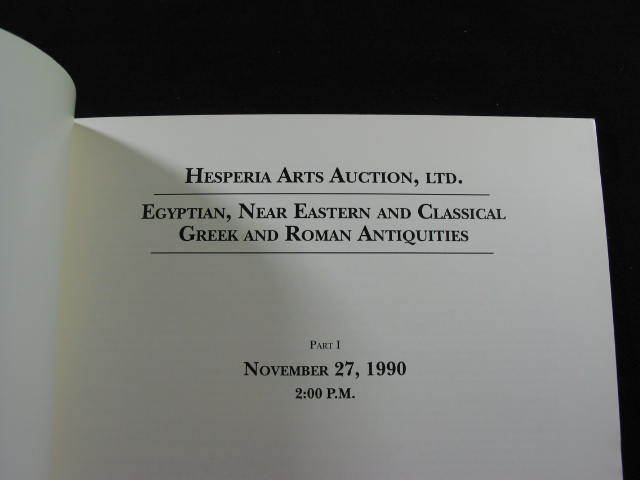 Hesperia Arts Auction, Ltd.
Egyptian, Near Eastern and Classical
Greek and Roman Antiquities
Part I
November 27, 1990
2:00 P.M.